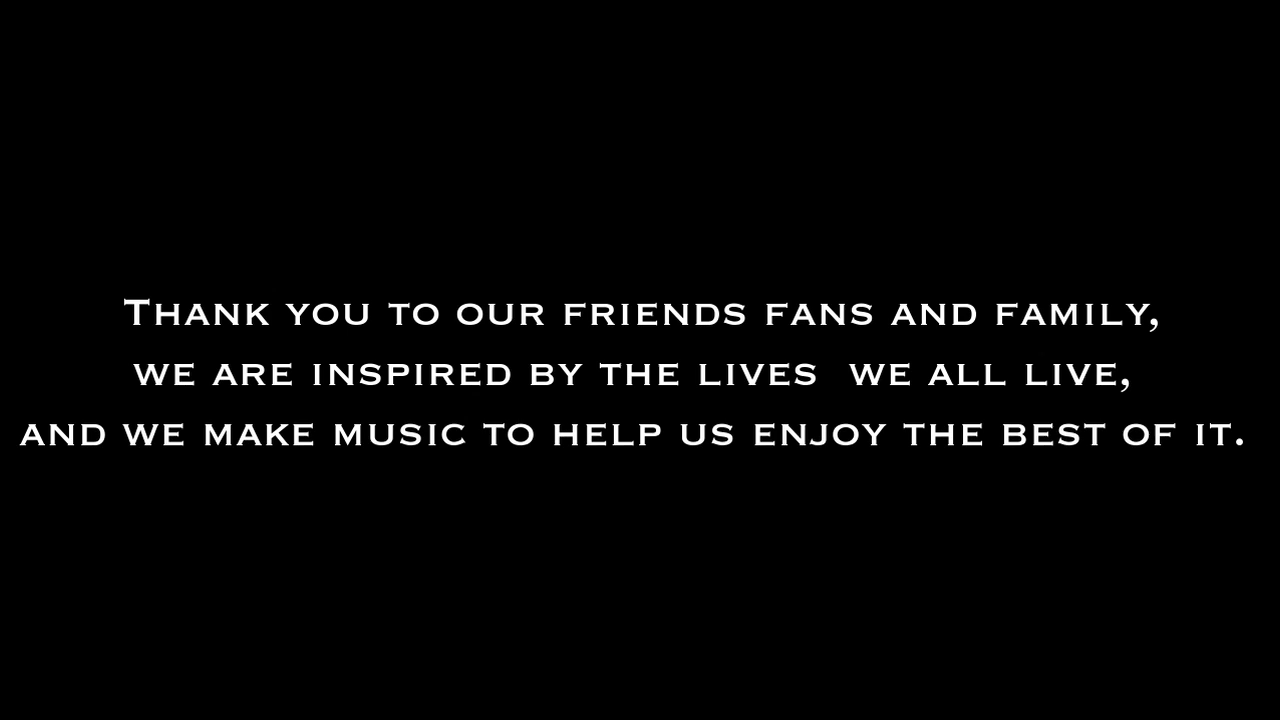 Thank you to our friends fans and family,
we are inspired by the lives  we all live,
and we make music to help us enjoy the best of it.